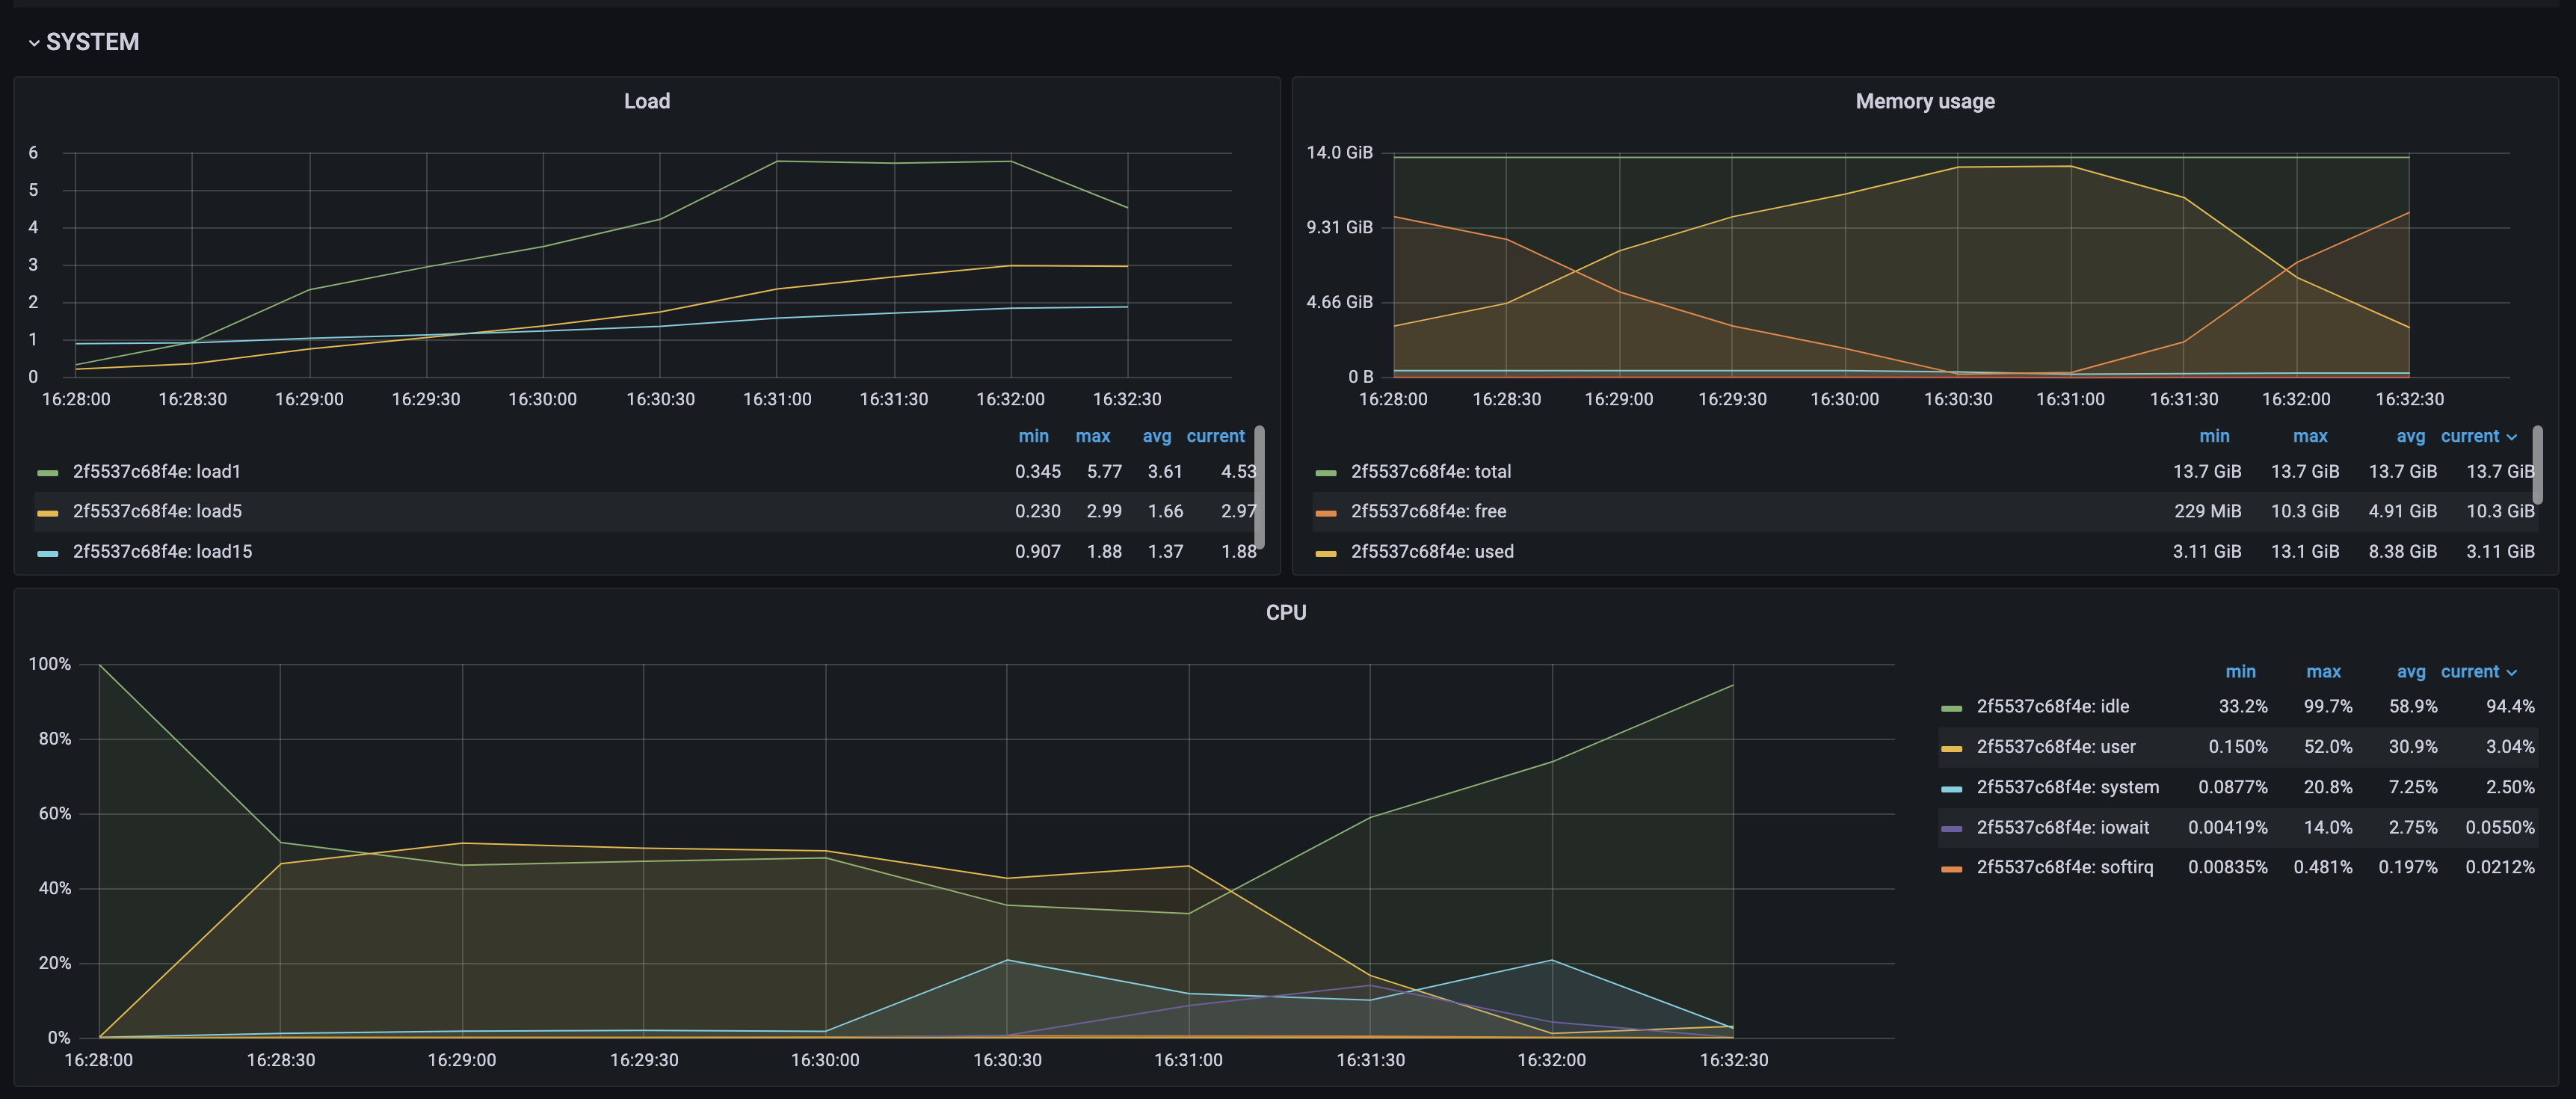 SYSTEM
Load
6
5
4
3
2
1
0
16:28:00 16:28:30 16:29:00 16:29:30 16:30:00 16:30:30 16:31:00 16:31:30 16:32:00 16:32:30
min max avg current
2f5537c68f4e: load1 0.345 5.77 3.61 4.53
2f5537c68f4e: load5 0.230 2.99 1.66 2.97
2f5537c68f4e: load15 0.907 1.88 1.37 1.88
Memory usage
14.0 GiB
9.31 GiB
4.66 GiB
0 B
16:28:00 16:28:30 16:29:00 16:29:30 16:30:00 16:30:30 16:31:00 16:31:30 16:32:00 16:32:30
min max avg current
2f5537c68f4e: total 13.7 GiB 13.7 GiB 13.7 GiB 13.7 GiB
2f5537c68f4e: free 229 MiB 10.3 GiB 4.91 GiB 10.3 GiB
2f5537c68f4e: used 3.11 GiB 13.1 GiB 8.38 GiB 3.11 GiB
CPU
100%
80%
60%
40%
20%
0%
16:28:00 16:28:30 16:29:00 16:29:30 16:30:00 16:30:30 16:31:00 16:31:30 16:32:00 16:32:30
min max avg current
2f5537c68f4e: idle 33.2% 99.7% 58.9% 94.4%
2f5537c68f4e: user 0.150% 52.0% 30.9% 3.04%
2f5537c68f4e: system 0.0877% 20.8% 7.25% 2.50%
2f5537c68f4e: iowait 0.00419% 14.0% 2.75% 0.0550%
2f5537c68f4e: softirq 0.00835% 0.481% 0.197% 0.0212%